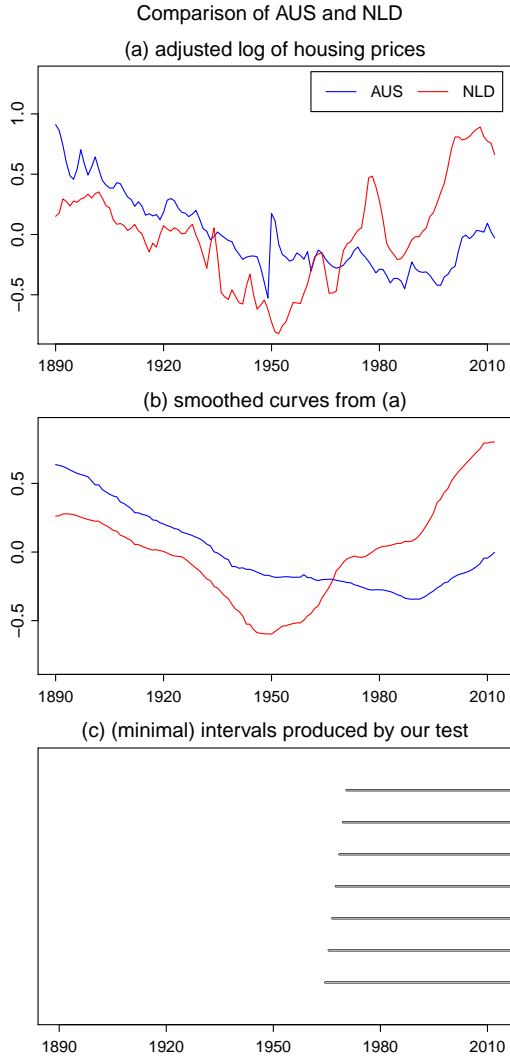 Comparison of AUS and NLD
(a) adjusted log of housing prices
AUS NLD
1.0
0.5
0.0
−0.5
1890 1920 1950 1980 2010
(b) smoothed curves from (a)
0.5
0.0
−0.5
1890 1920 1950 1980 2010
(c) (minimal) intervals produced by our test
1890 1920 1950 1980 2010